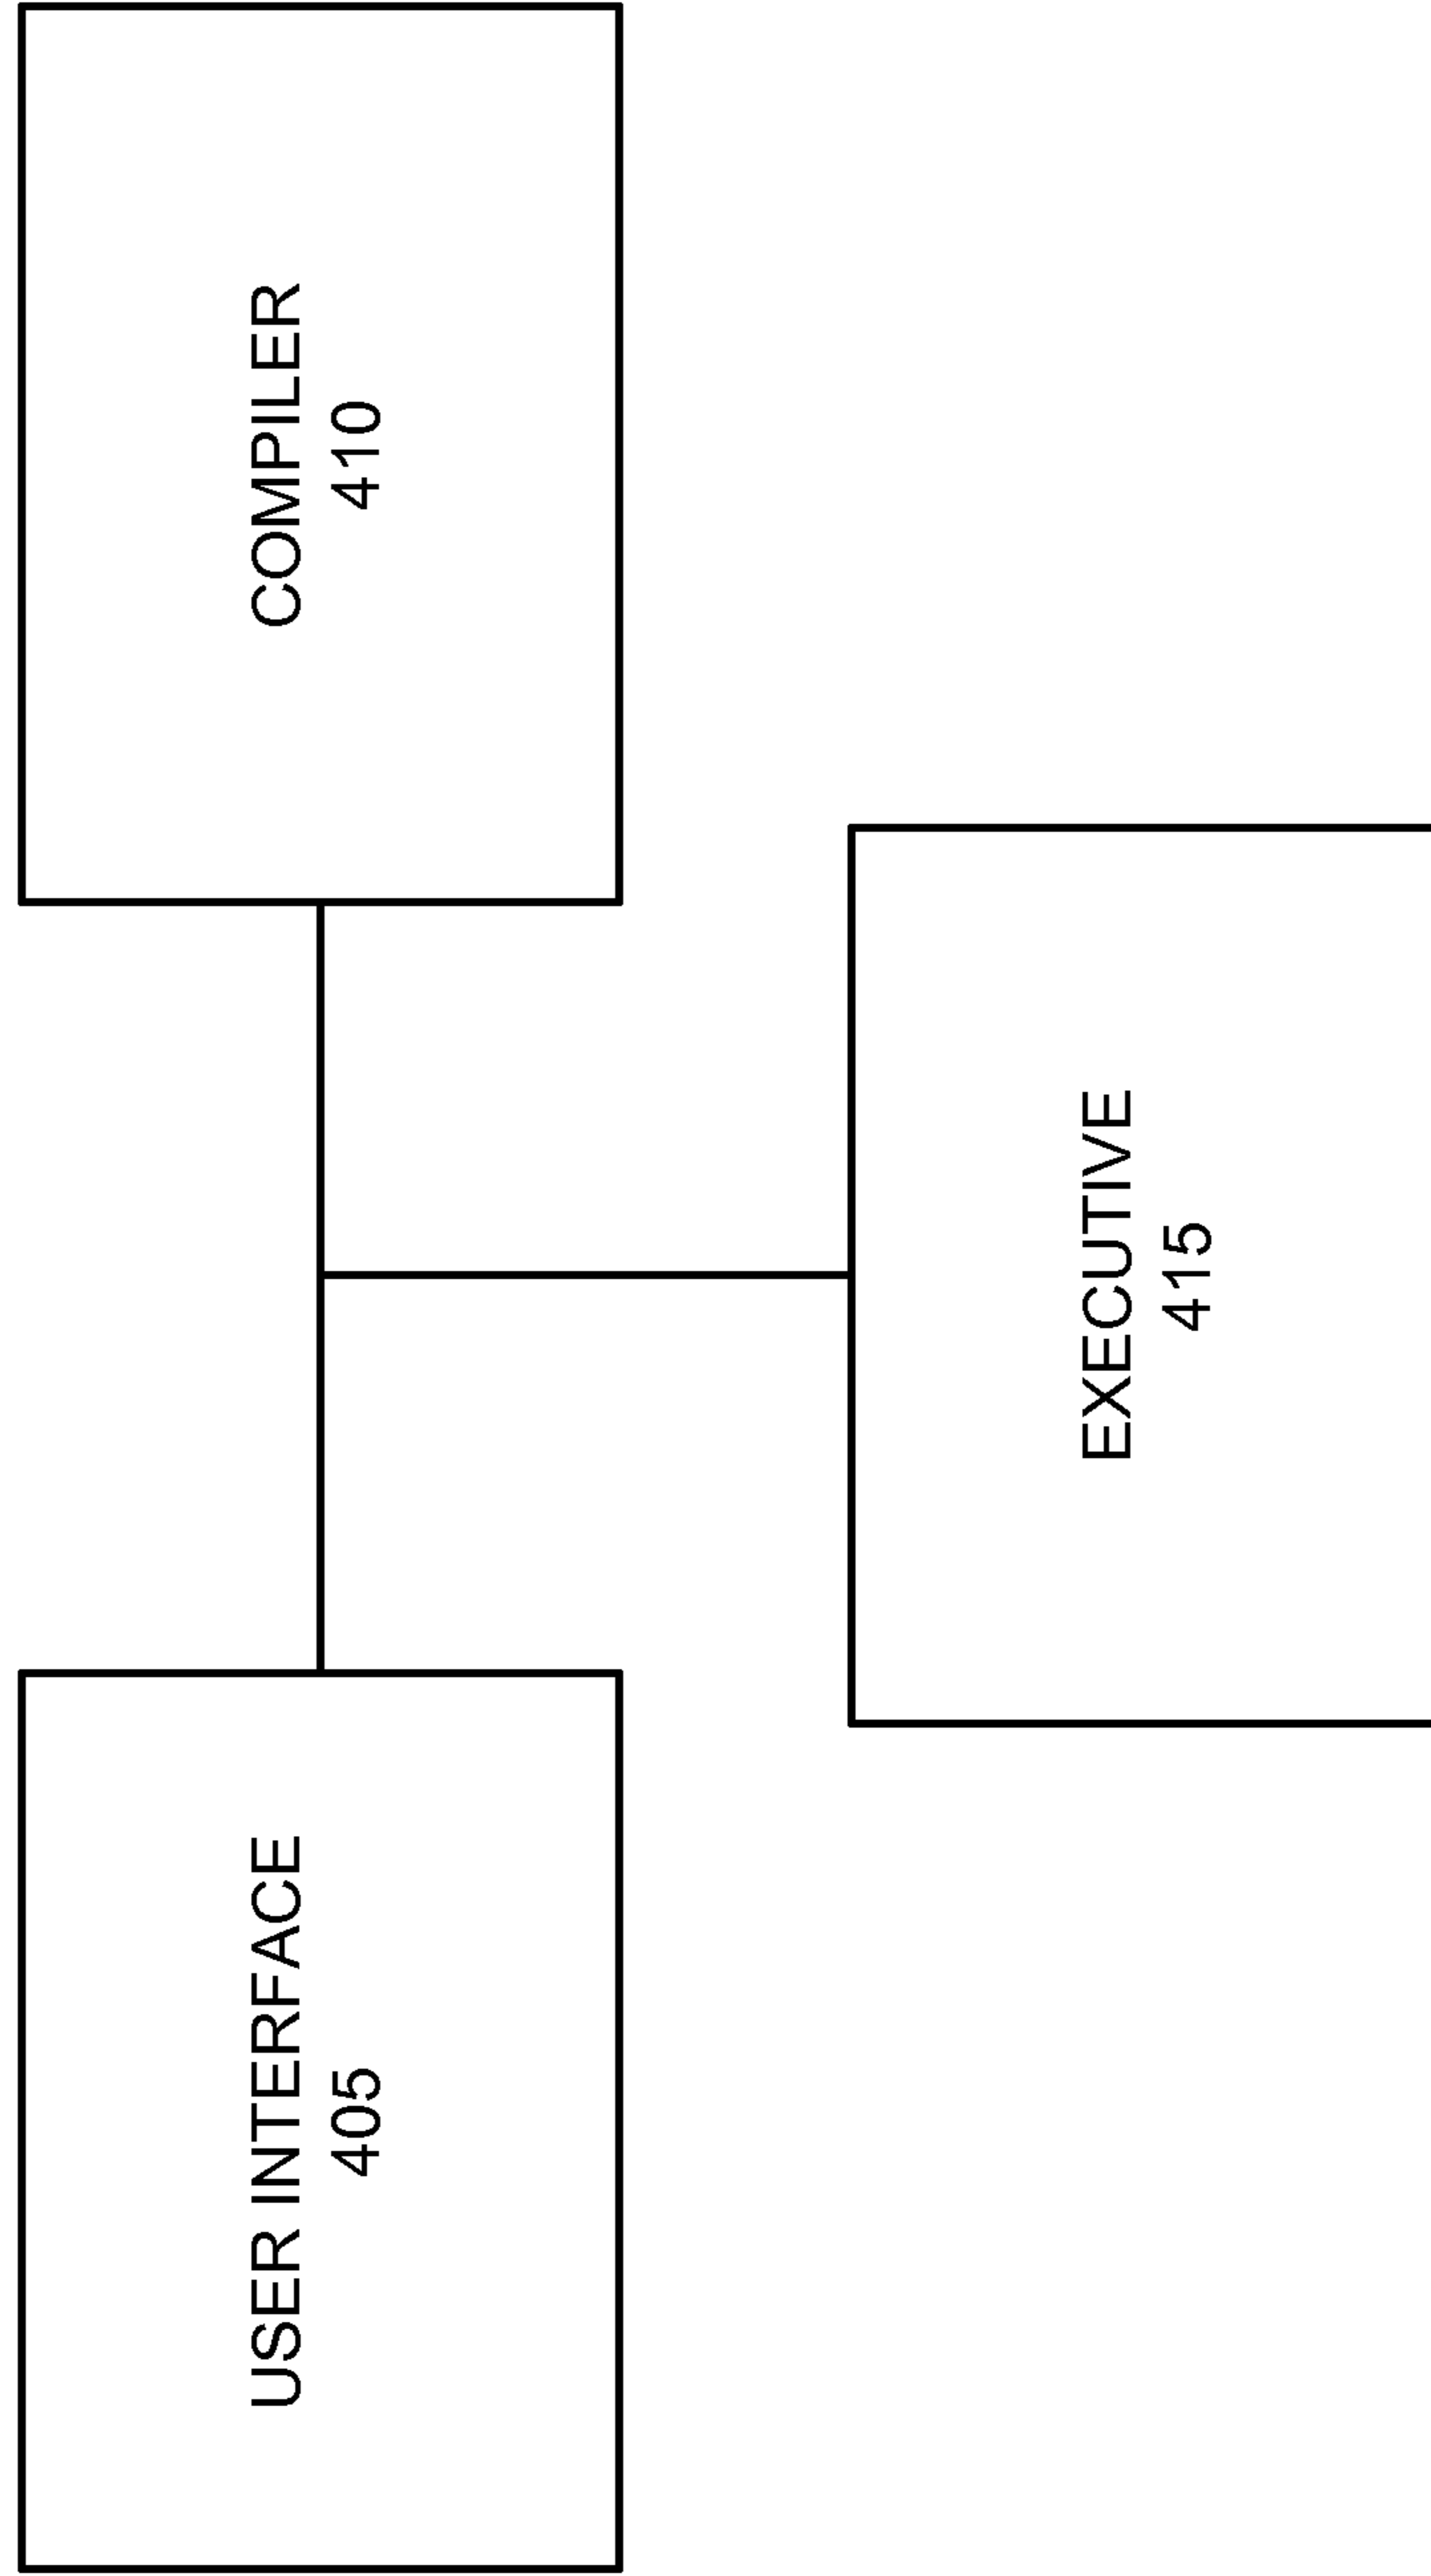 USER INTERFACE
405
COMPILER
410
EXECUTIVE
415